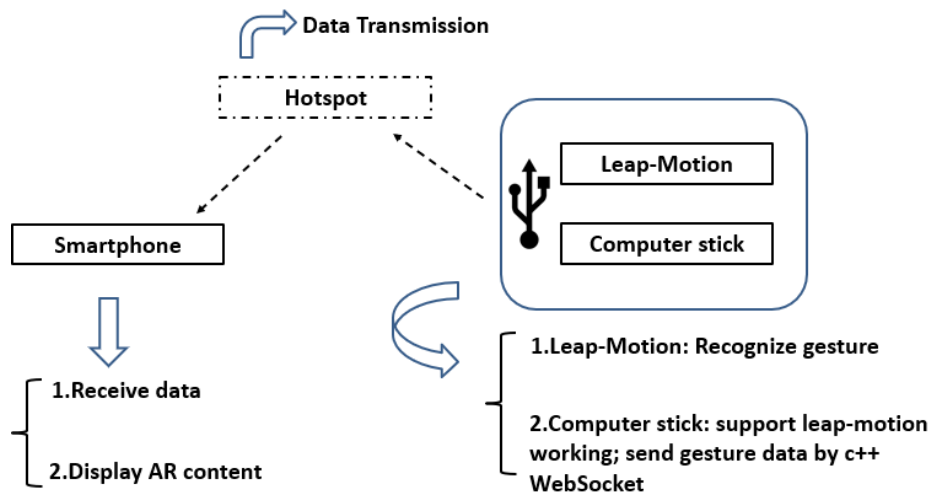 Data Transmission
Hotspot
Leap-Motion
Computer stick
Smartphone
1.Receive data
2.Display AR content
1.Leap-Motion: Recognize gesture
2.Computer stick: support leap-motion
working; send gesture data by c++
WebSocket